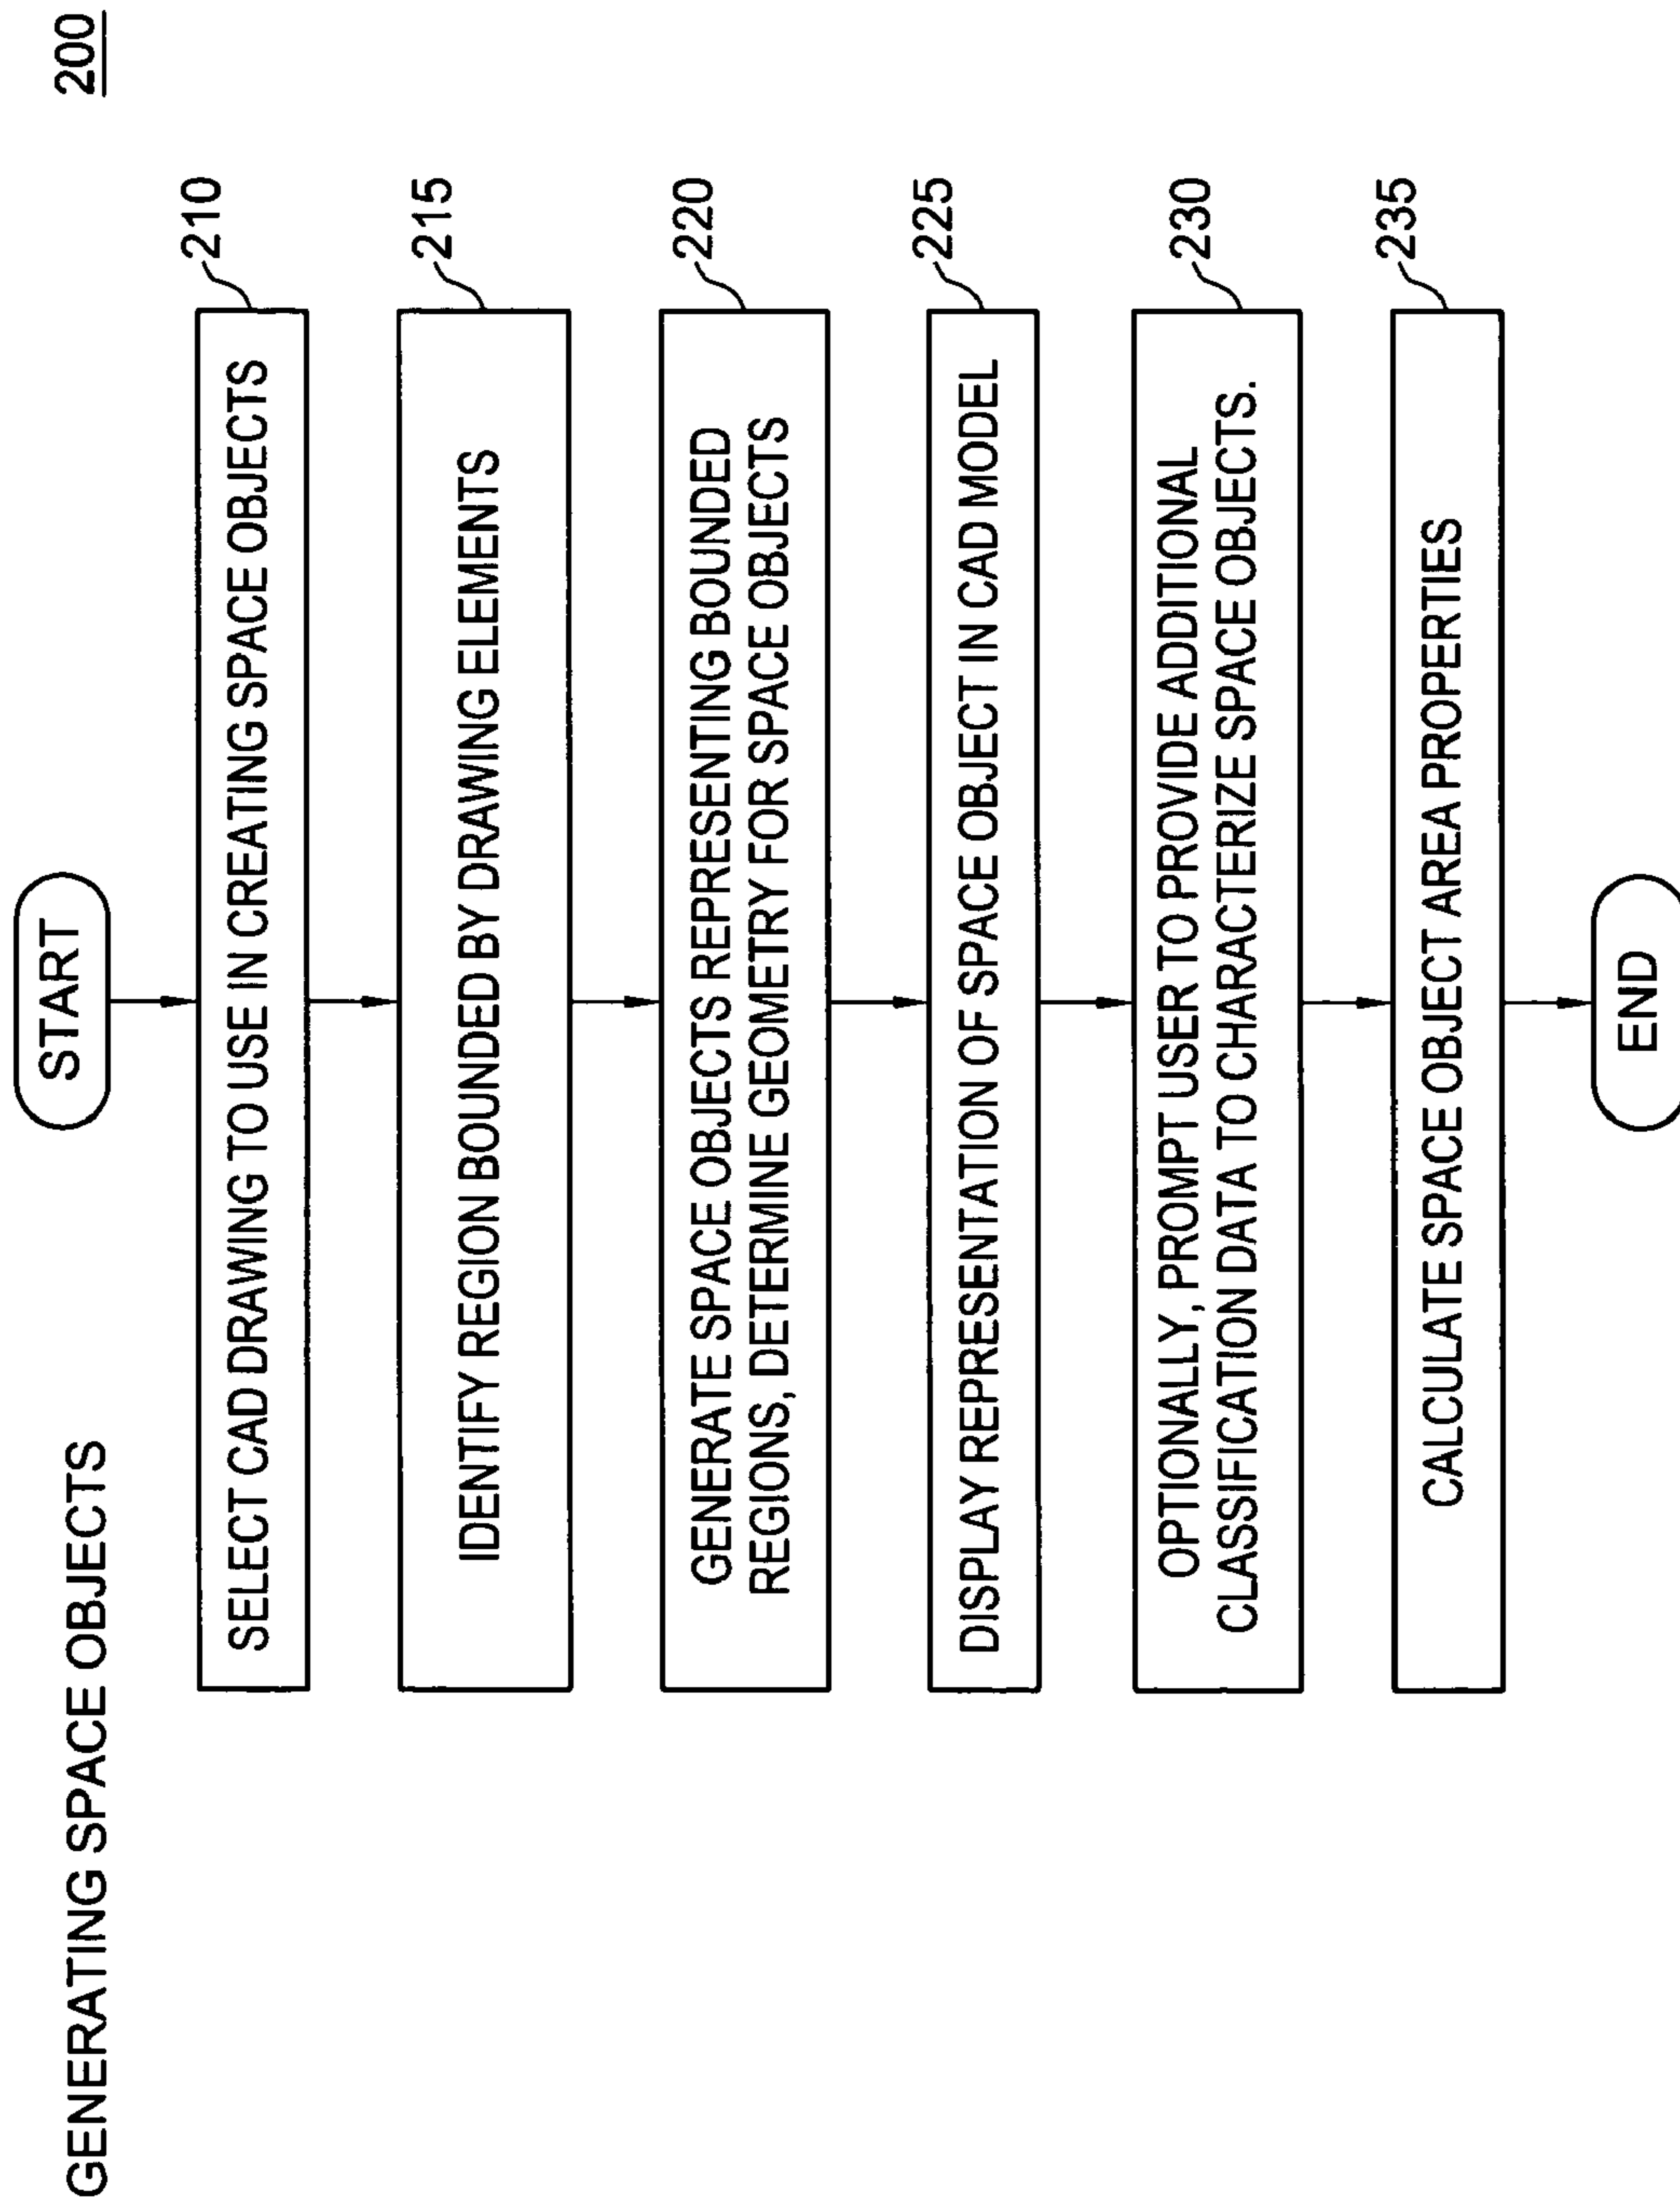 GENERATING SPACE OBJECTS
200
START
SELECT CAD DRAWING TO USE IN CREATING SPACE OBJECTS
210
IDENTIFY REGION BOUNDED BY DRAWING ELEMENTS
215
GENERATE SPACE OBJECTS REPRESENTING BOUNDED
REGIONS, DETERMINE GEOMETRY FOR SPACE OBJECTS
220
DISPLAY REPRESENTATION OF SPACE OBJECT IN CAD MODEL
225
OPTIONALLY, PROMPT USER TO PROVIDE ADDITIONAL
CLASSIFICATION DATA TO CHARACTERIZE SPACE OBJECTS.
230
CALCULATE SPACE OBJECT AREA PROPERTIES
235
END